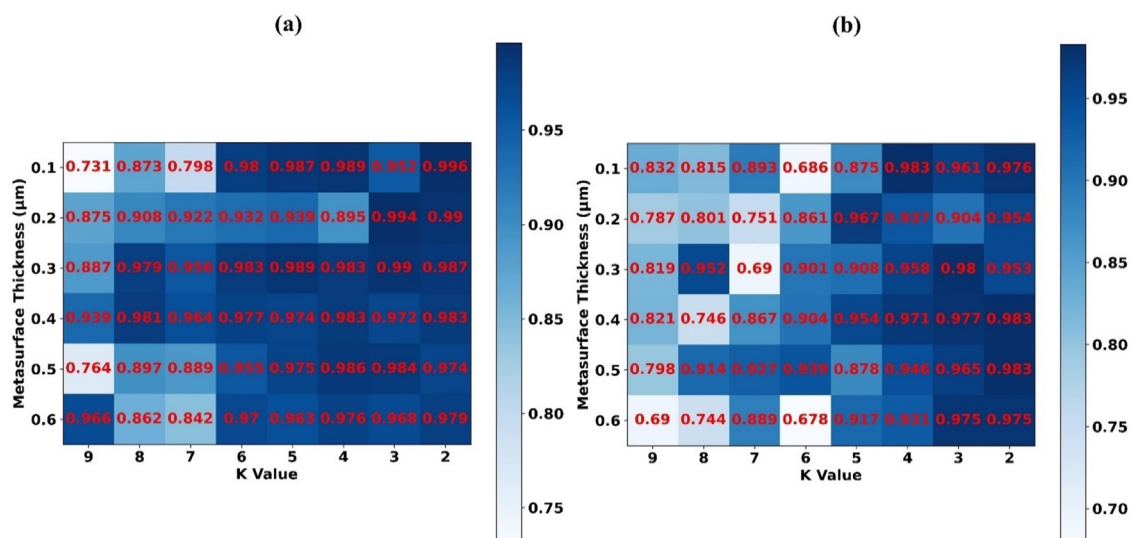 (a)
(b)
Metasurface Thickness (μm)
0.1 0.731 0.873 0.798 0.98 0.987 0.989 0.952 0.996
0.2 0.875 0.908 0.922 0.932 0.939 0.895 0.994 0.99
0.3 0.887 0.979 0.956 0.983 0.989 0.983 0.99 0.987
0.4 0.939 0.981 0.964 0.977 0.974 0.983 0.972 0.983
0.5 0.764 0.897 0.889 0.955 0.975 0.986 0.984 0.974
0.6 0.966 0.862 0.842 0.97 0.963 0.976 0.968 0.979
9 8 7 6 5 4 3 2
K Value
0.95
0.90
0.85
0.80
0.75
Metasurface Thickness (μm)
0.1 0.832 0.815 0.893 0.686 0.875 0.983 0.961 0.976
0.2 0.787 0.801 0.751 0.861 0.967 0.937 0.904 0.954
0.3 0.819 0.952 0.69 0.901 0.908 0.958 0.98 0.953
0.4 0.821 0.746 0.867 0.904 0.954 0.971 0.977 0.983
0.5 0.798 0.914 0.927 0.939 0.878 0.946 0.965 0.983
0.6 0.69 0.744 0.889 0.678 0.917 0.931 0.975 0.975
9 8 7 6 5 4 3 2
K Value
0.95
0.90
0.85
0.80
0.75
0.70